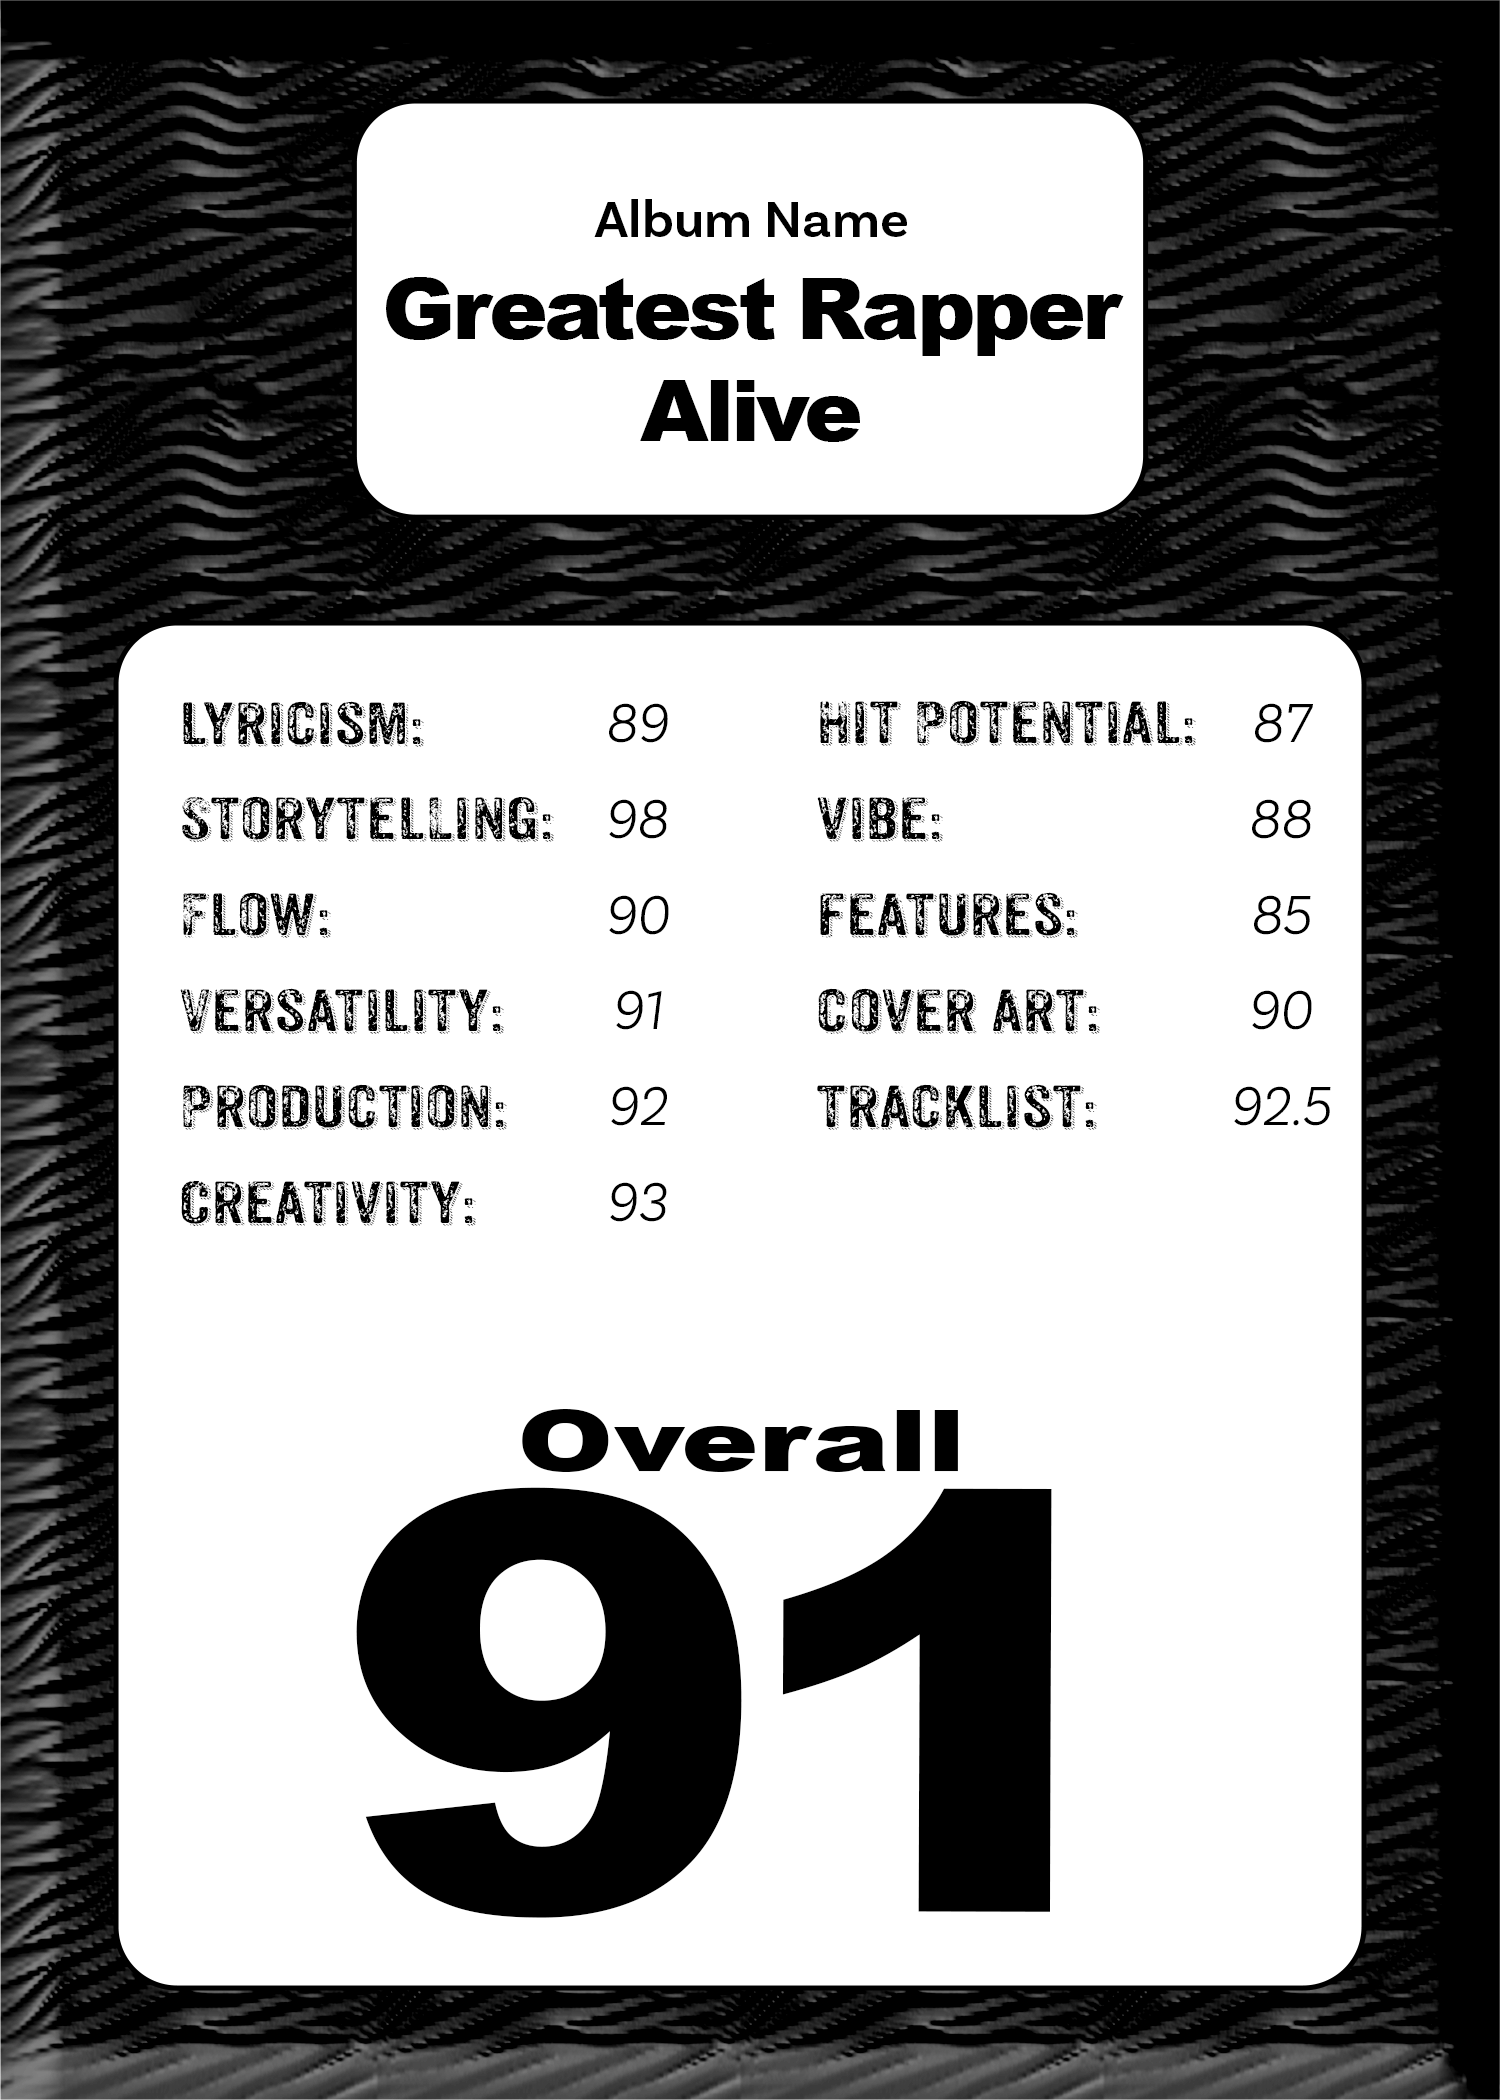 Album Name
Greatest Rapper
Alive
LYRICISM: 89
STORYTELLING: 98
FLOW: 90
VERSATILITY: 91
PRODUCTION: 92
CREATIVITY: 93
HIT POTENTIAL: 87
VIBE: 88
FEATURES: 85
COVER ART: 90
TRACKLIST: 92.5
Overall
91